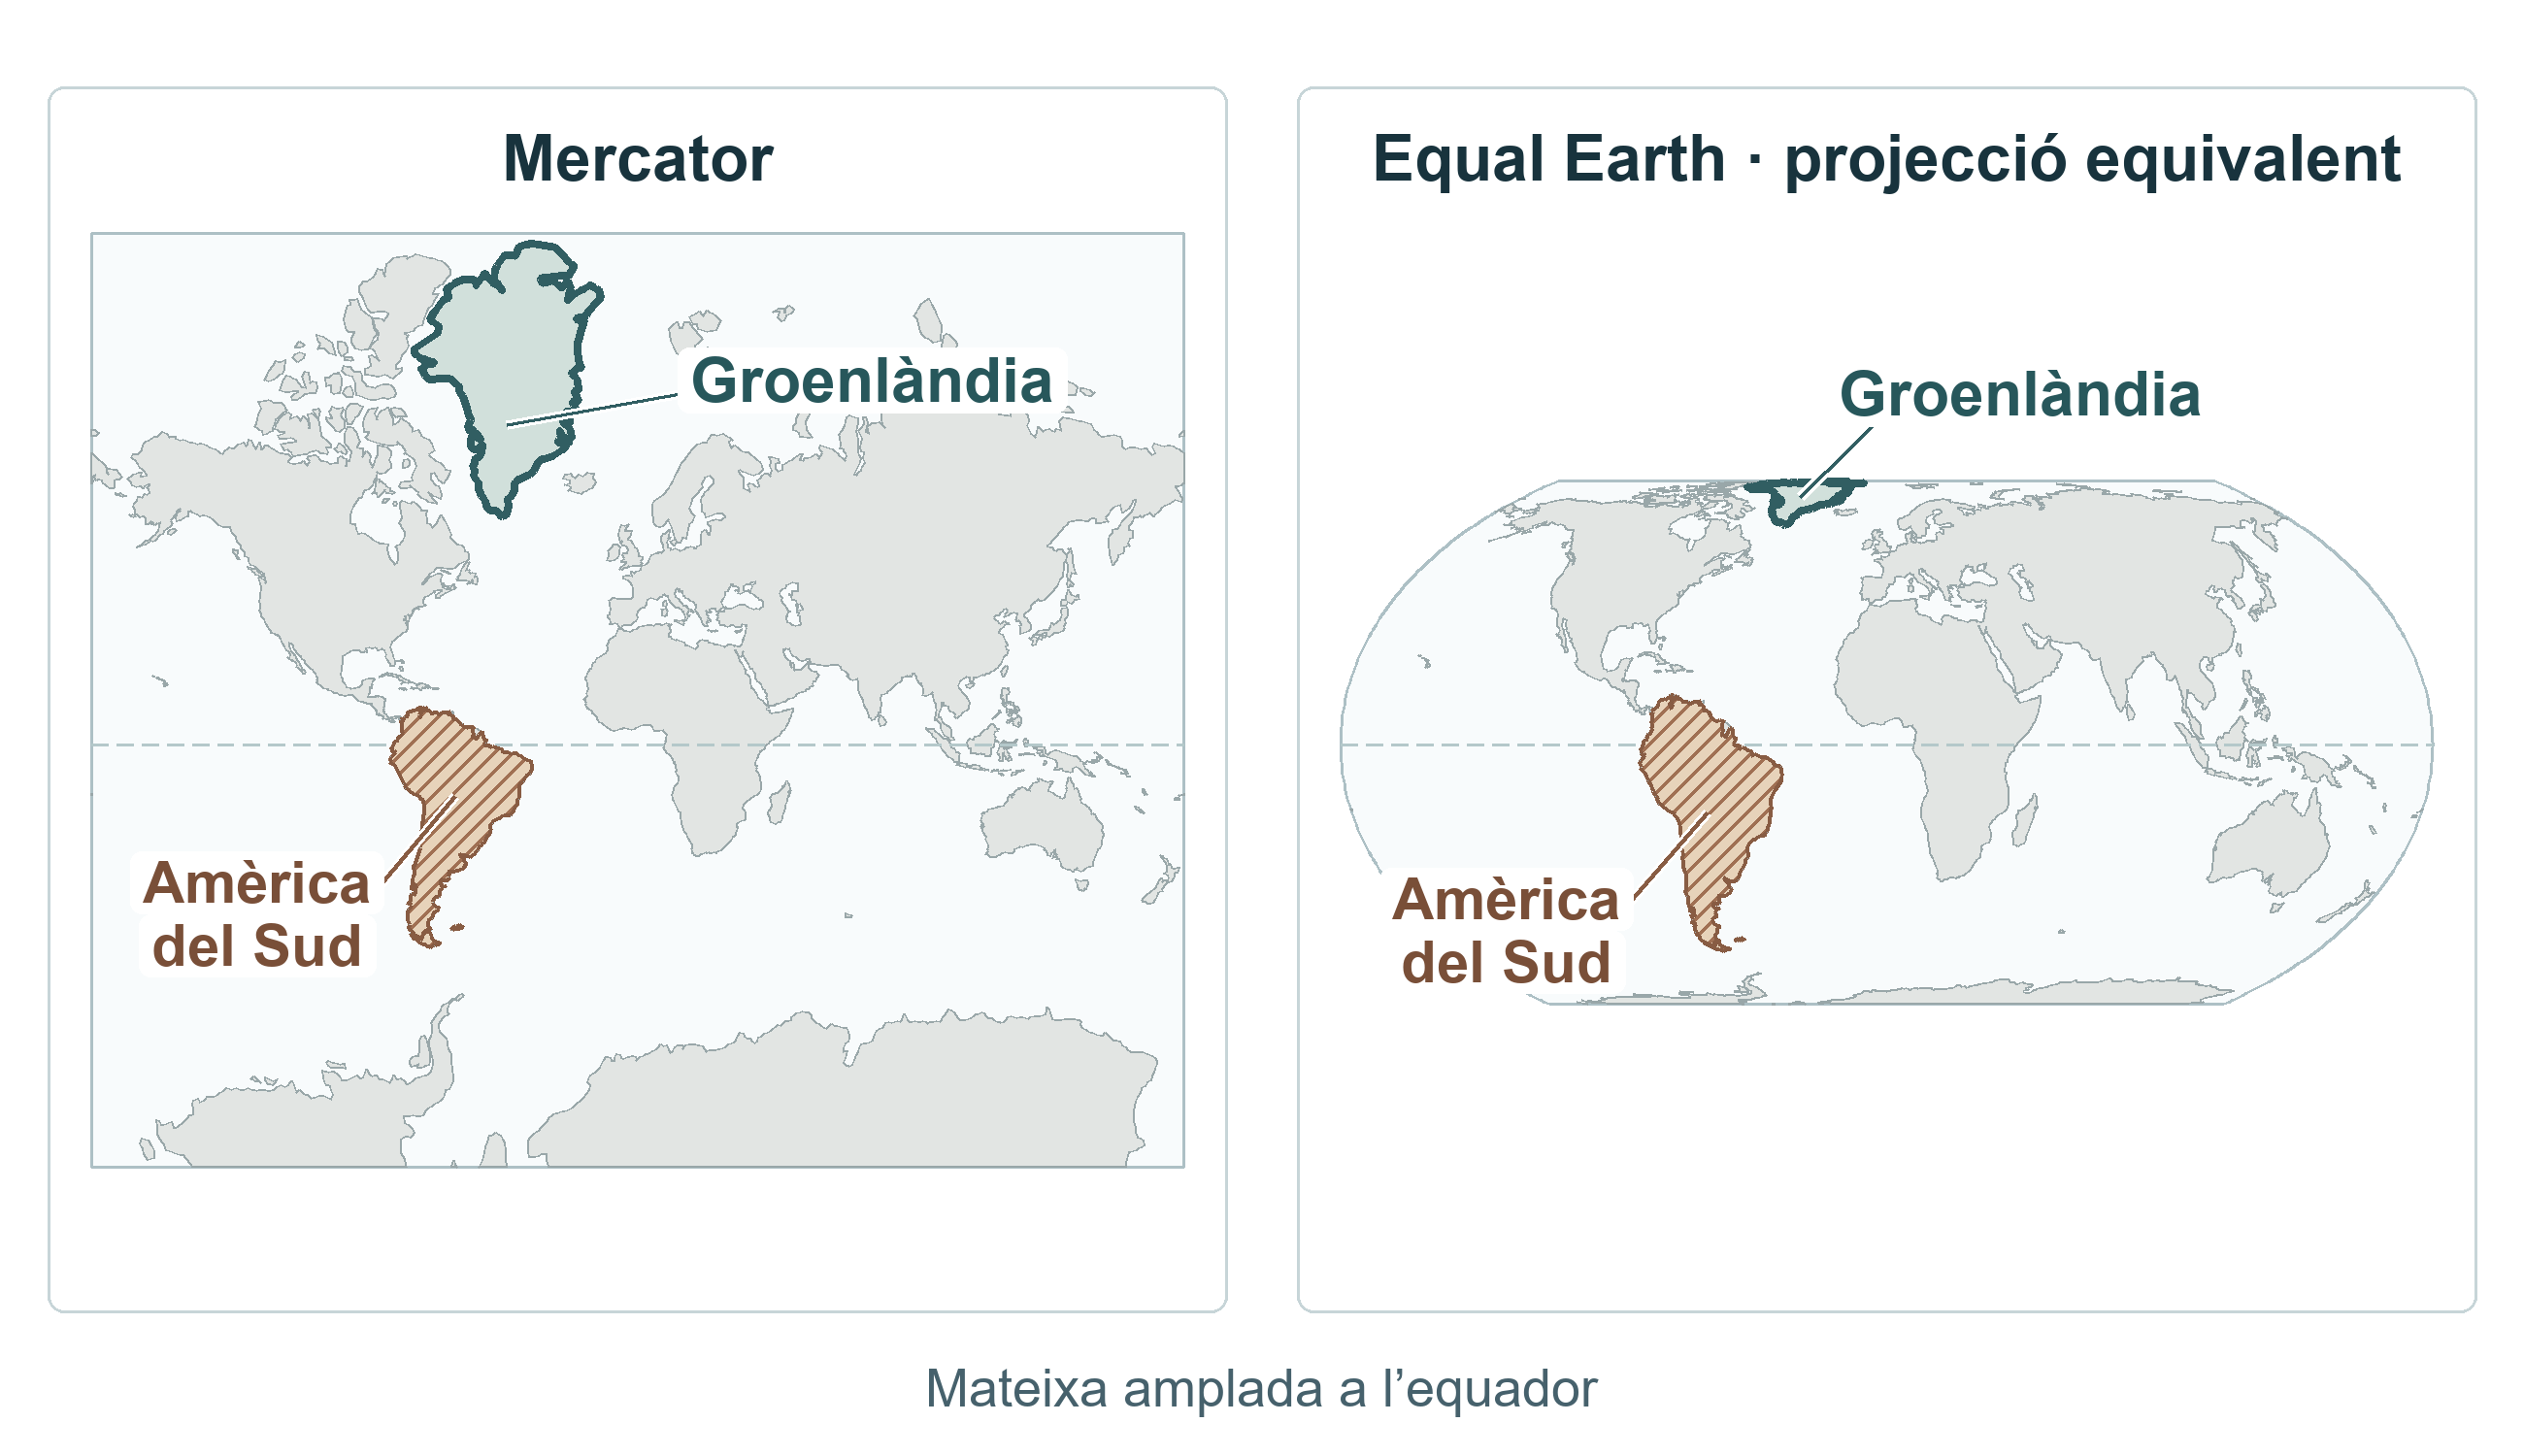 Mercator
Groenlàndia
Amèrica
del Sud
Equal Earth · projecció equivalent
Groenlàndia
Amèrica
del Sud
Mateixa amplada a l’equador